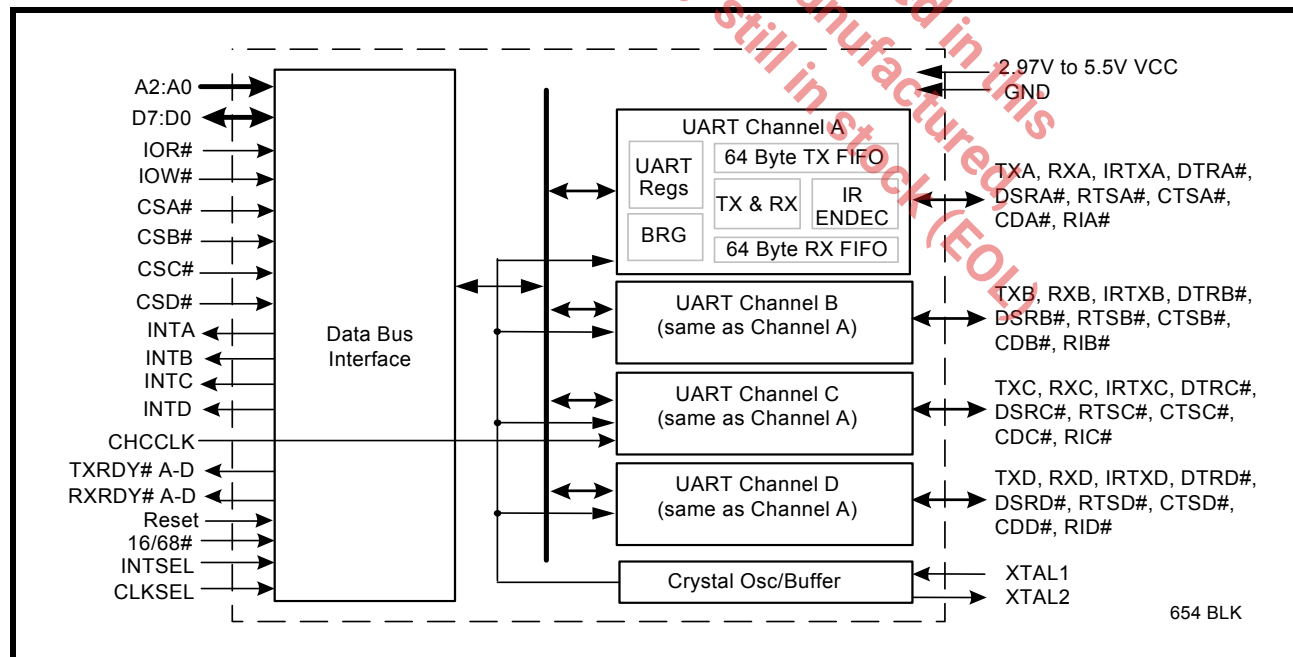 A2:A0
D7:D0
IOR#
IOW#
CSA#
CSB#
CSC#
CSD#
INTA
INTB
INTC
INTD
CHCCLK
TXRDY# A-D
RXRDY# A-D
Reset
16/68#
INTSEL
CLKSEL
Data Bus
Interface
UART Channel A
UART
Regs
BRG
64 Byte TX FIFO
TX & RX
IR
ENDEC
64 Byte RX FIFO
UART Channel B
(same as Channel A)
UART Channel C
(same as Channel A)
UART Channel D
(same as Channel A)
Crystal Osc/Buffer
2.97V to 5.5V VCC
GND
TXA, RXA, IRTXA, DTRA#,
DSRA#, RTSA#, CTSA#,
CDA#, RIA#
TXB, RXB, IRTXB, DTRB#,
DSRB#, RTSB#, CTSB#,
CDB#, RIB#
TXC, RXC, IRTXC, DTRC#,
DSRC#, RTSC#, CTSC#,
CDC#, RIC#
TXD, RXD, IRTXD, DTRD#,
DSRD#, RTSD#, CTSD#,
CDD#, RID#
XTAL1
XTAL2
654 BLK
in this
still in stock (EOL)